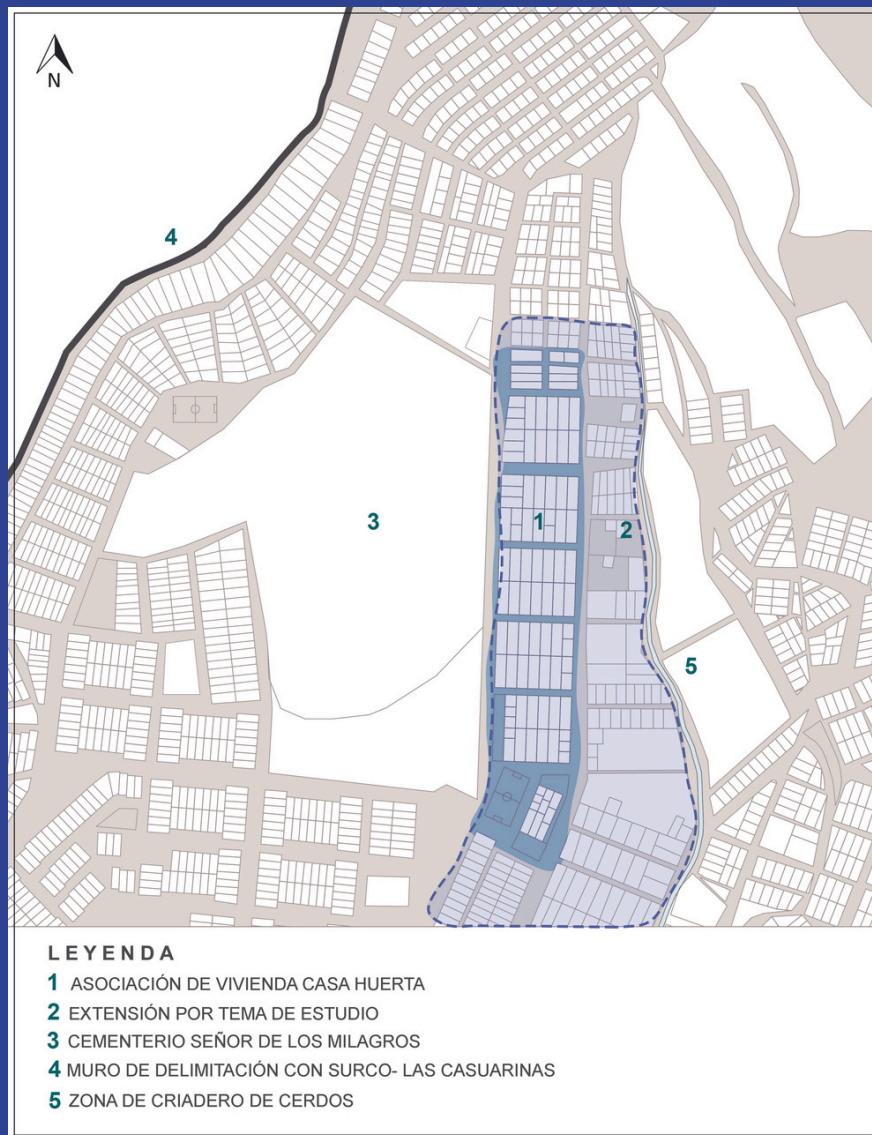 N
4
3
1
2
5
LEYENDA
1 ASOCIACIÓN DE VIVIENDA CASA HUERTA
2 EXTENSIÓN POR TEMA DE ESTUDIO
3 CEMENTERIO SEÑOR DE LOS MILAGROS
4 MURO DE DELIMITACIÓN CON SURCO- LAS CASUARINAS
5 ZONA DE CRIADERO DE CERDOS